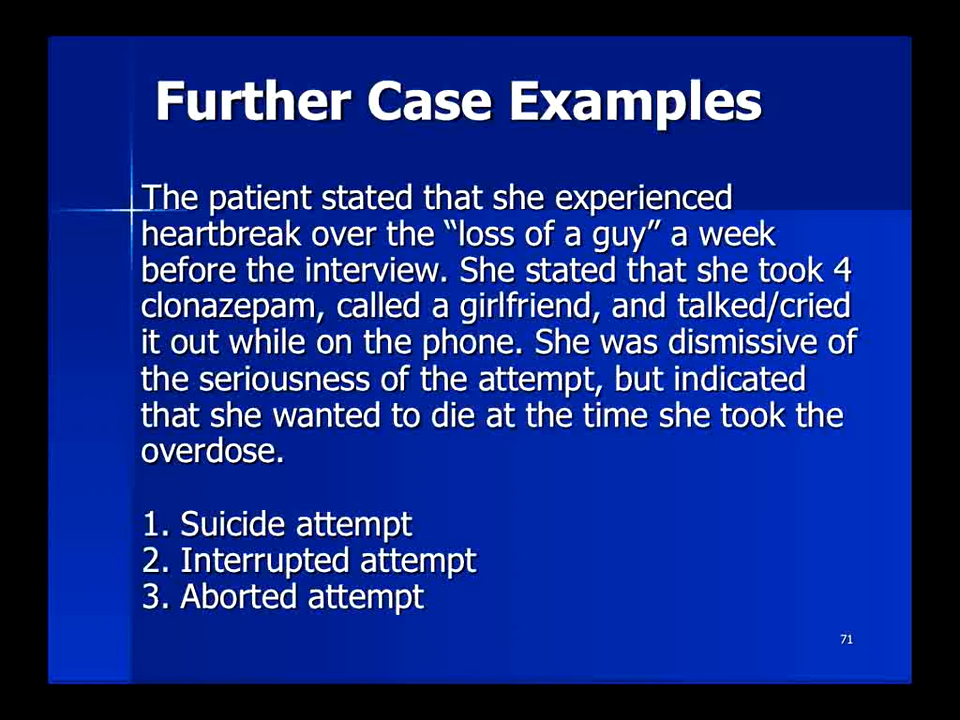 Further Case Examples
The patient stated that she experienced
heartbreak over the “loss of a guy” a week
before the interview. She stated that she took 4
clonazepam, called a girlfriend, and talked/cried
it out while on the phone. She was dismissive of
the seriousness of the attempt, but indicated
that she wanted to die at the time she took the
overdose.
1. Suicide attempt
2. Interrupted attempt
3. Aborted attempt
71